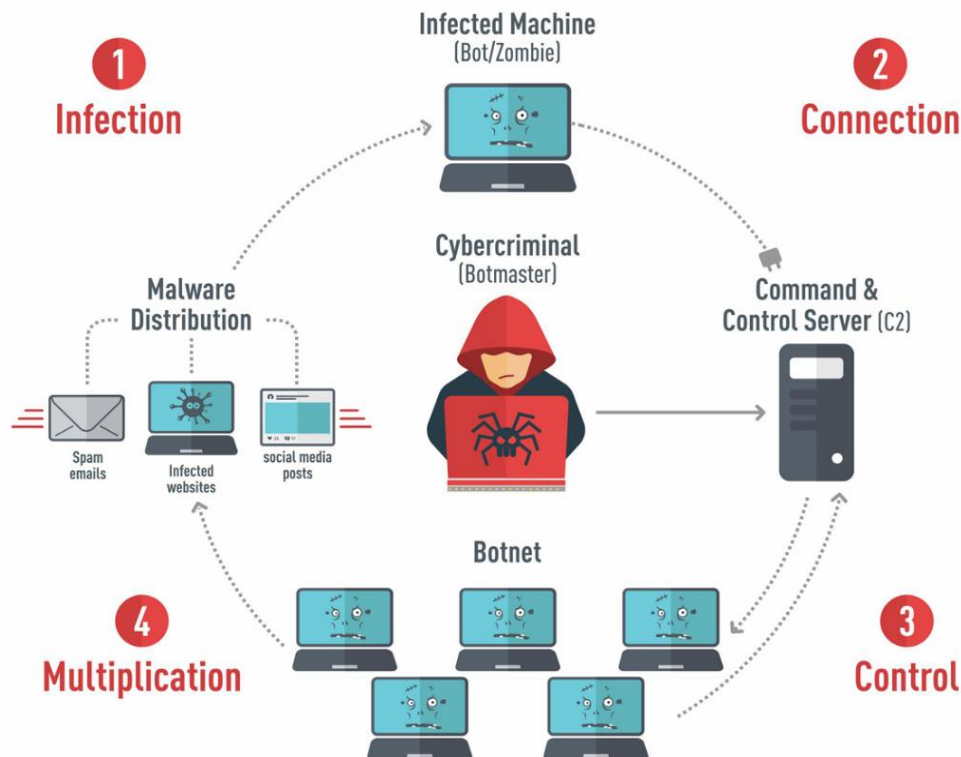 1
Infection
Infected Machine
(Bot/Zombie)
2
Connection
Malware
Distribution
Spam
emails
Infected
websites
social media
posts
Cybercriminal
(Botmaster)
Command &
Control Server (C2)
Botnet
4
Multiplication
3
Control